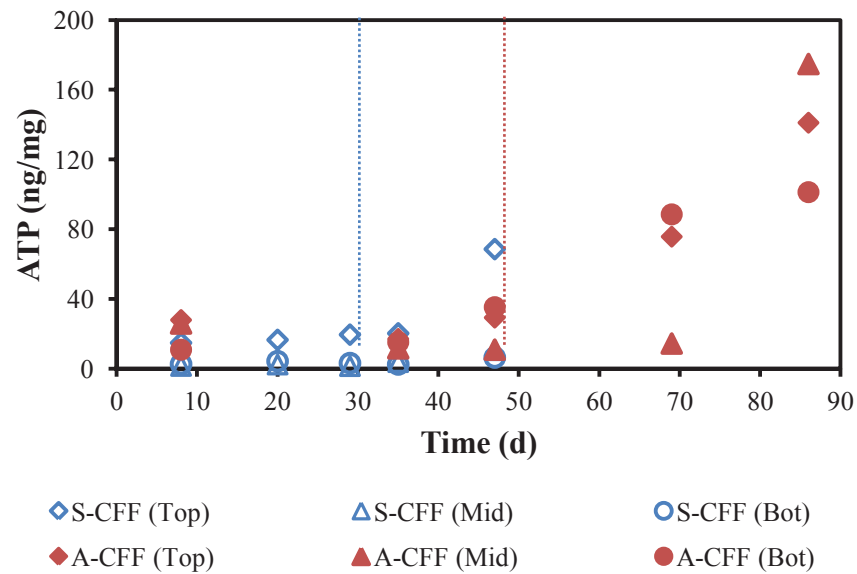 200
160
120
80
40
0
ATP (ng/mg)
0 10 20 30 40 50 60 70 80 90
Time (d)
S-CFF (Top) S-CFF (Mid) S-CFF (Bot)
A-CFF (Top) A-CFF (Mid) A-CFF (Bot)